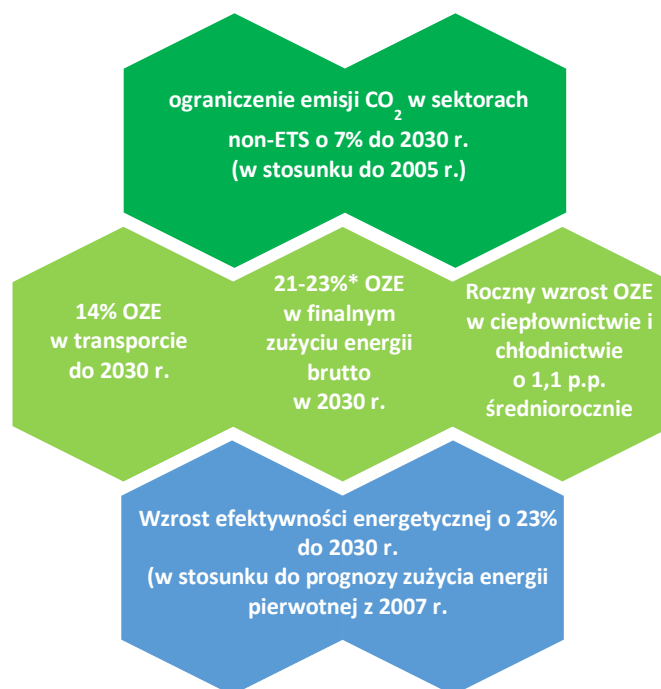 ograniczenie emisji CO₂ w sektorach
non-ETS o 7% do 2030 r.
(w stosunku do 2005 r.)
14% OZE
w transporcie
do 2030 r.
21-23%* OZE
w finalnym
zużyciu energii
brutto
w 2030 r.
Roczny wzrost OZE
w ciepłownictwie i
chłodnictwie
o 1,1 p.p.
średniorocznie
Wzrost efektywności energetycznej o 23%
do 2030 r.
(w stosunku do prognozy zużycia energii
pierwotnej z 2007 r.